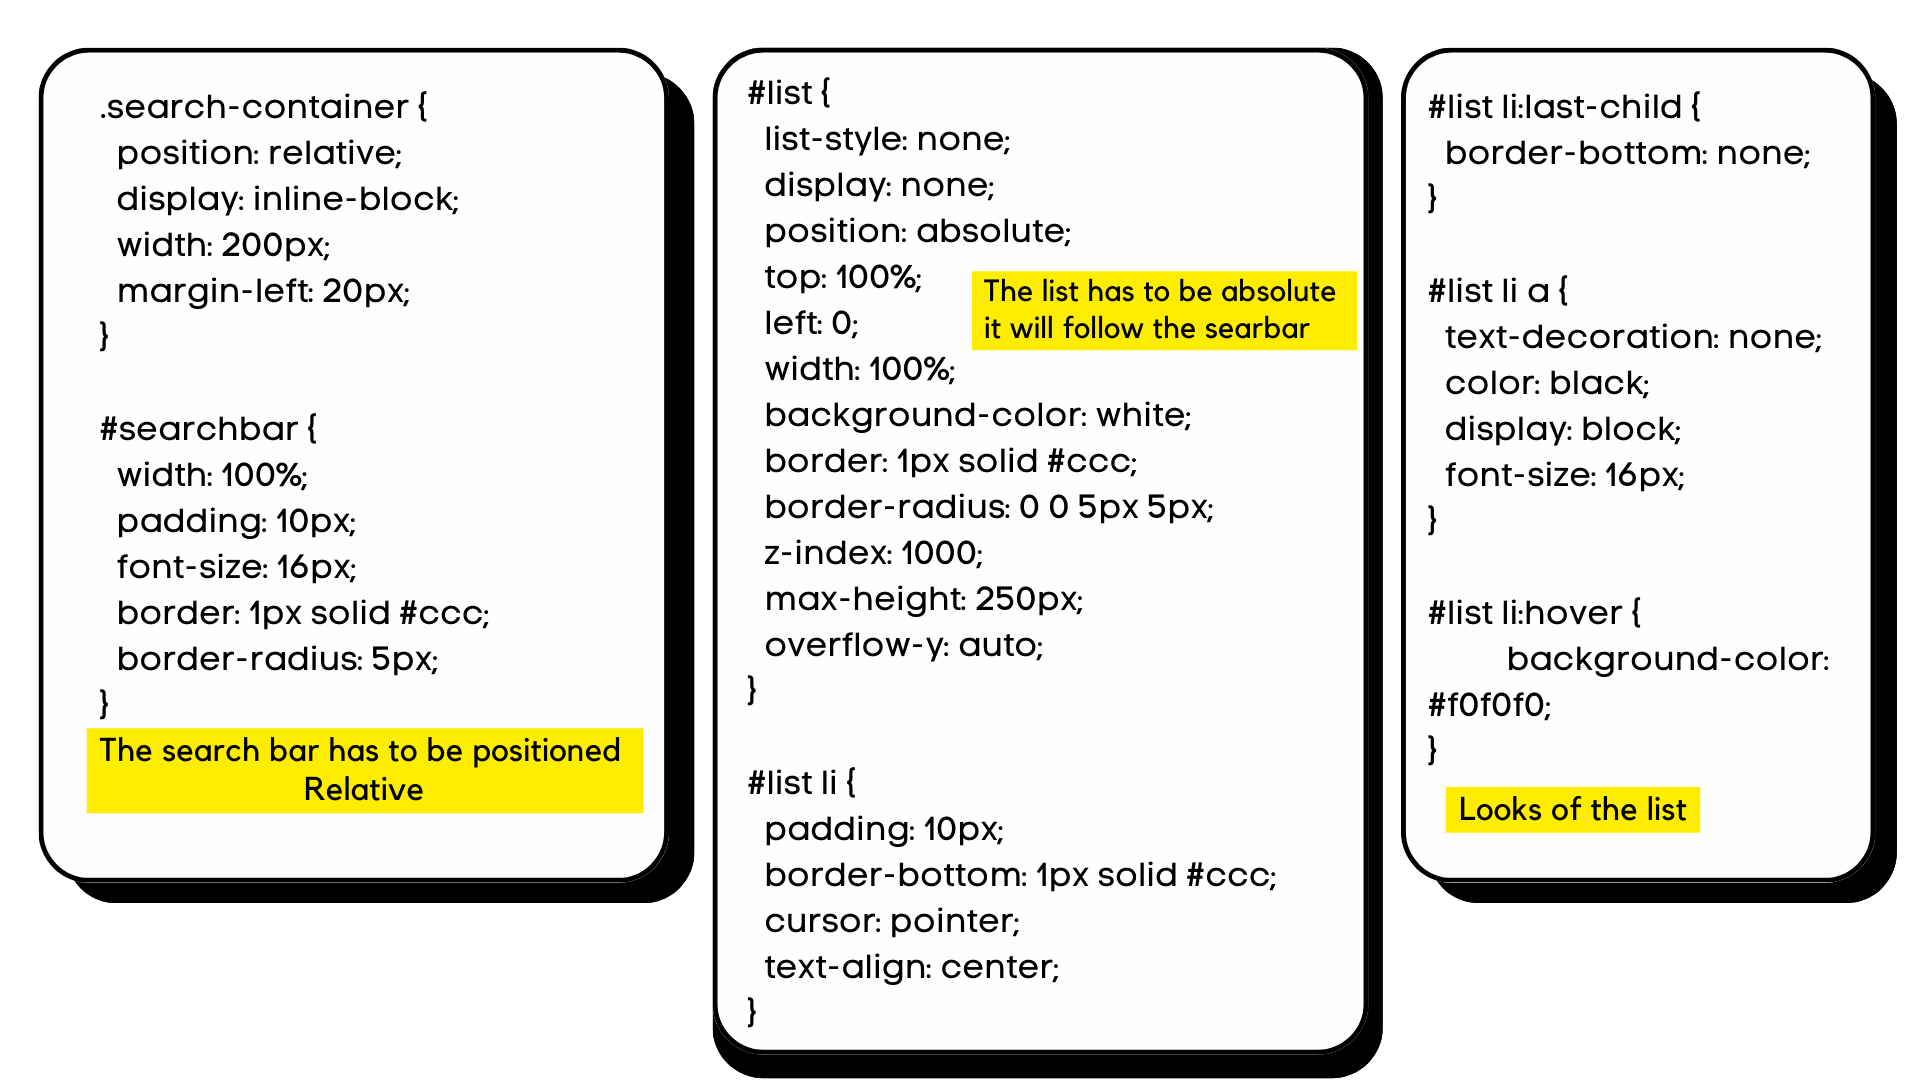 .search-container {
  position: relative;
  display: inline-block;
  width: 200px;
  margin-left: 20px;
}

#searchbar {
  width: 100%;
  padding: 10px;
  font-size: 16px;
  border: 1px solid #ccc;
  border-radius: 5px;
}
The search bar has to be positioned
Relative
#list {
  list-style: none;
  display: none;
  position: absolute;
  top: 100%;
  left: 0;
  width: 100%;
  background-color: white;
  border: 1px solid #ccc;
  border-radius: 0 0 5px 5px;
  z-index: 1000;
  max-height: 250px;
  overflow-y: auto;
}
The list has to be absolute
it will follow the searbar

#list li {
  padding: 10px;
  border-bottom: 1px solid #ccc;
  cursor: pointer;
  text-align: center;
}
#list li:last-child {
  border-bottom: none;
}

#list li a {
  text-decoration: none;
  color: black;
  display: block;
  font-size: 16px;
}

#list li:hover {
  background-color:
#f0f0f0;
}
Looks of the list